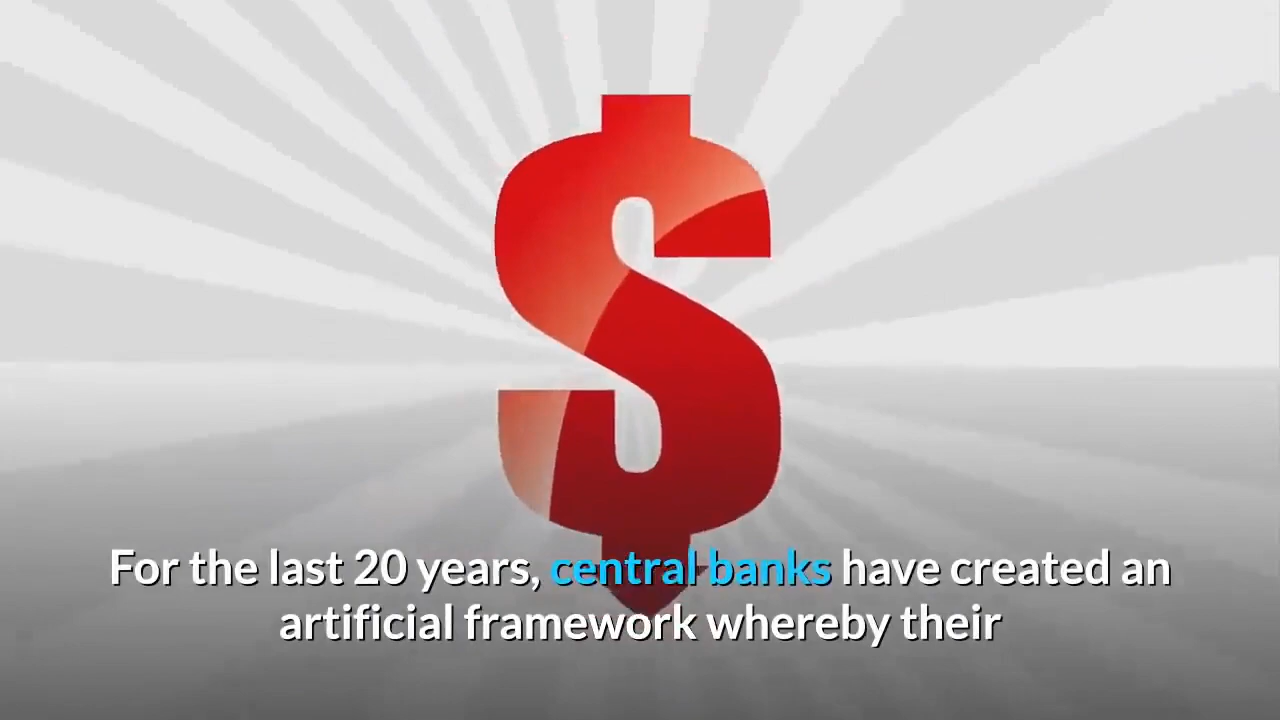 For the last 20 years, central banks have created an
artificial framework whereby their